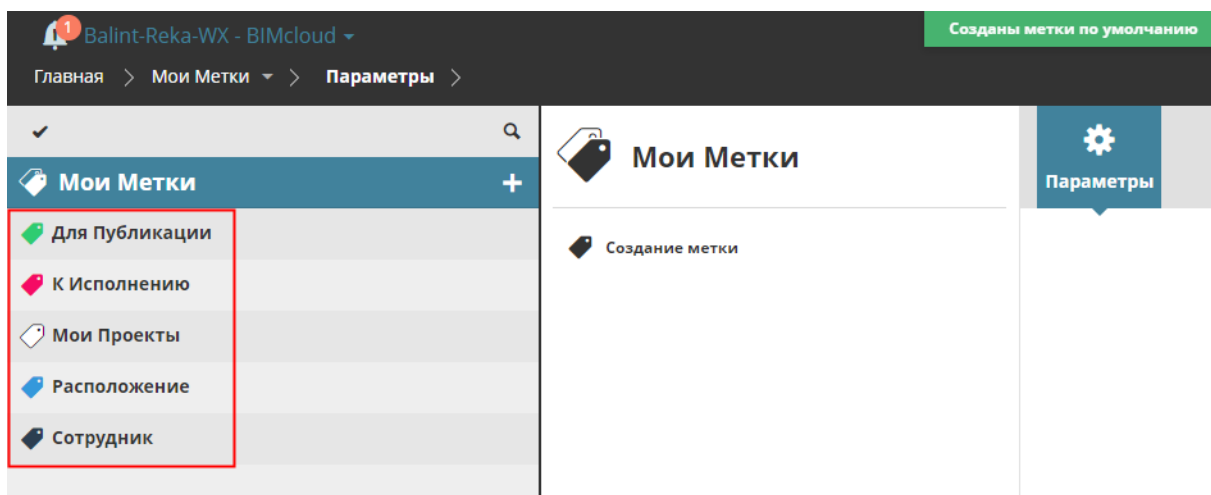 1
Balint-Reka-WX - BIMcloud
Созданы метки по умолчанию
Главная > Мои Метки > Параметры >
Мои Метки
Для Публикации
К Исполнению
Мои Проекты
Расположение
Сотрудник
Мои Метки
Создание метки
Параметры